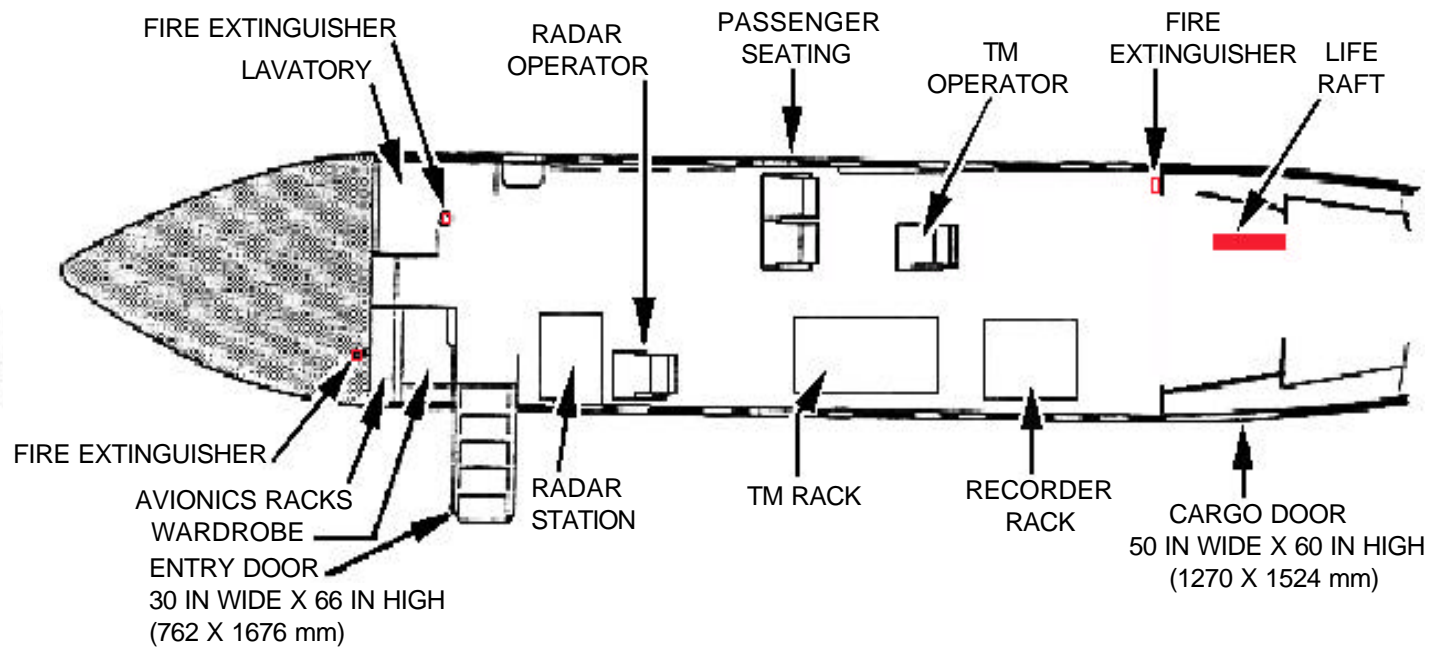 FIRE EXTINGUISHER
LAVATORY
RADAR
OPERATOR
PASSENGER
SEATING
TM
OPERATOR
FIRE
EXTINGUISHER
LIFE
RAFT
FIRE EXTINGUISHER
AVIONICS RACKS
WARDROBE
ENTRY DOOR
30 IN WIDE X 66 IN HIGH
(762 X 1676 mm)
RADAR
STATION
TM RACK
RECORDER
RACK
CARGO DOOR
50 IN WIDE X 60 IN HIGH
(1270 X 1524 mm)